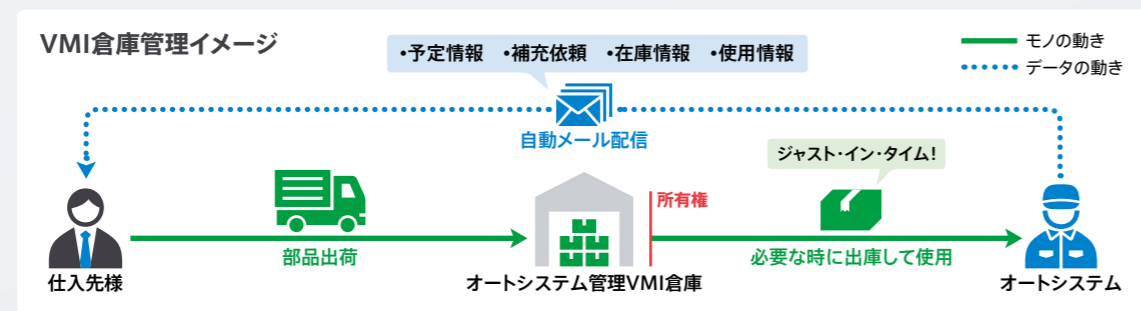 VMI倉庫管理イメージ
•予定情報 •補充依頼 •在庫情報 •使用情報
モノの動き
データの動き
自動メール配信
ジャスト・イン・タイム!
所有権
部品出荷
必要な時に出庫して使用
仕入先様
オートシステム管理VMI倉庫
オートシステム